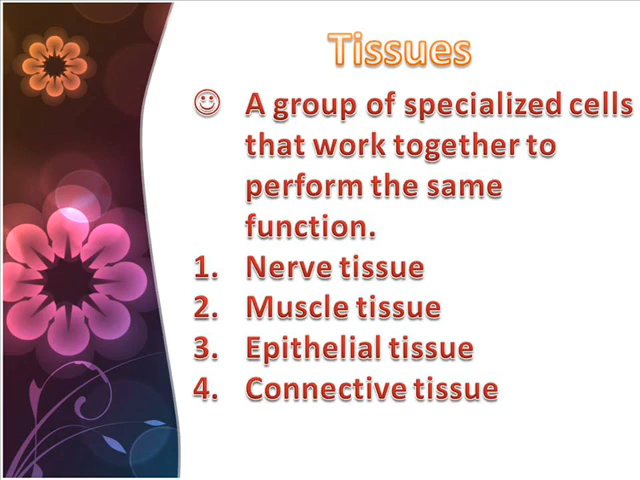 Tissues
☺ A group of specialized cells
that work together to
perform the same
function.
1. Nerve tissue
2. Muscle tissue
3. Epithelial tissue
4. Connective tissue